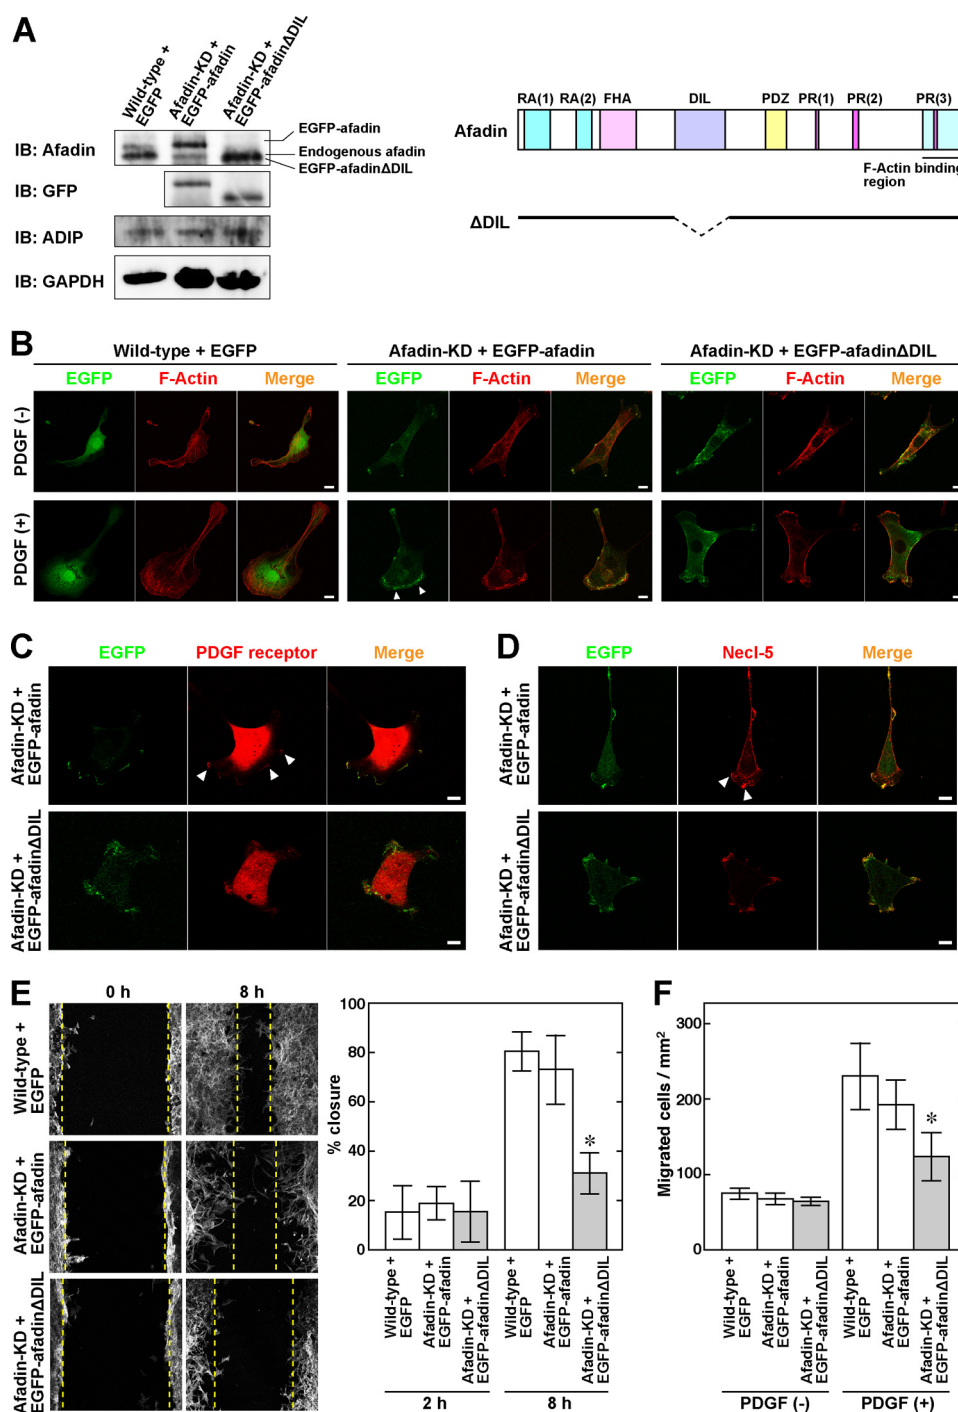 A
Wild-type +
EGFP
Afadin-KD +
EGFP-afadin
Afadin-KD +
EGFP-afadinΔDIL
IB: Afadin
EGFP-afadin
Endogenous afadin
EGFP-afadinΔDIL
IB: GFP
IB: ADIP
IB: GAPDH
RA(1) RA(2) FHA DIL PDZ PR(1) PR(2) PR(3)
Afadin
F-Actin binding
region
ΔDIL
B
Wild-type + EGFP Afadin-KD + EGFP-afadin Afadin-KD + EGFP-afadinΔDIL
EGFP F-Actin Merge EGFP F-Actin Merge EGFP F-Actin Merge
PDGF (-)
PDGF (+)
C
EGFP PDGF receptor Merge
Afadin-KD +
EGFP-afadin
Afadin-KD +
EGFP-afadinΔDIL
D
EGFP Necl-5 Merge
Afadin-KD +
EGFP-afadin
Afadin-KD +
EGFP-afadinΔDIL
E
0 h 8 h
Wild-type +
EGFP
Afadin-KD +
EGFP-afadin
Afadin-KD +
EGFP-afadinΔDIL
% closure
100
80
60
40
20
0
*
Wild-type +
EGFP
Afadin-KD +
EGFP-afadin
Afadin-KD +
EGFP-afadinΔDIL
Wild-type +
EGFP
Afadin-KD +
EGFP-afadin
Afadin-KD +
EGFP-afadinΔDIL
2 h 8 h
F
Migrated cells / mm²
300
200
100
0
*
Wild-type +
EGFP
Afadin-KD +
EGFP-afadin
Afadin-KD +
EGFP-afadinΔDIL
Wild-type +
EGFP
Afadin-KD +
EGFP-afadin
Afadin-KD +
EGFP-afadinΔDIL
PDGF (-) PDGF (+)